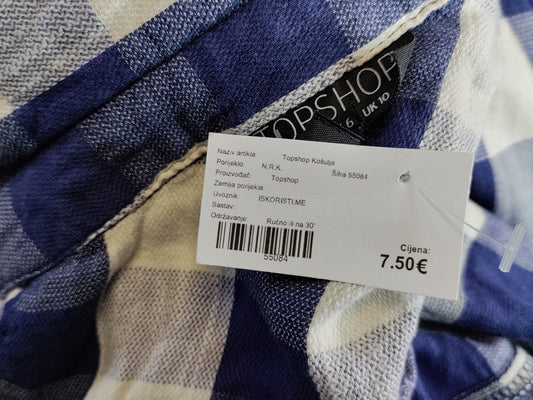 TOPSHOP
6 UK 10
Naziv artikla: Topshop Košulja
Porijeklo: N.R.K. Šifra 55084
Proizvođač: Topshop
Zemlja porijekla:
Uvoznik: ISKORISTI.ME
Sastav:
Održavanje: Ručno ili na 30°
55084
Cijena:
7.50€